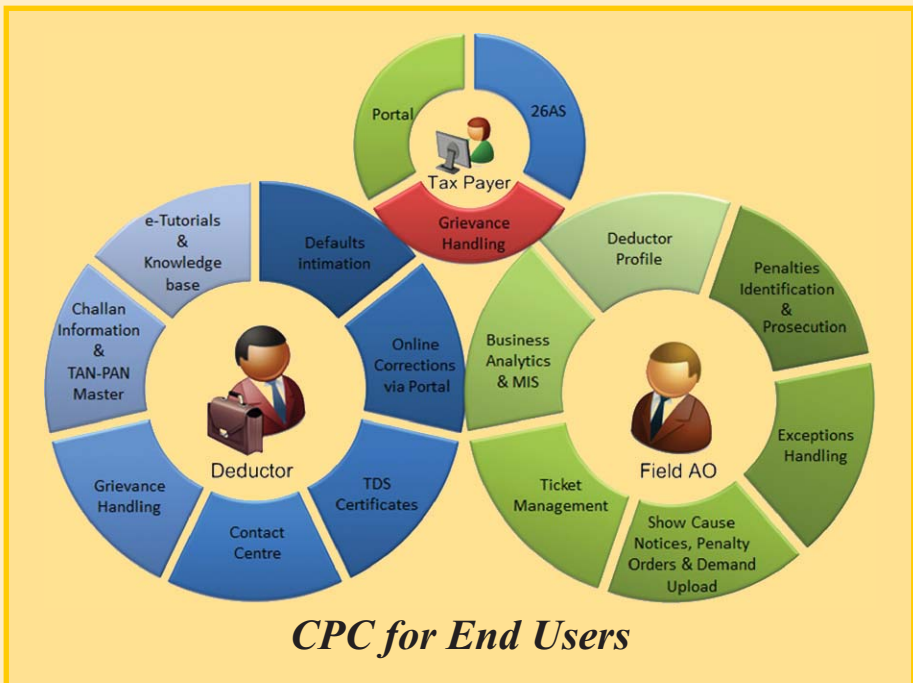 Portal
26AS
Tax Payer
Grievance
Handling
e-Tutorials
&
Knowledge
base
Defaults
intimation
Challan
Information
&
TAN-PAN
Master
Online
Corrections
via Portal
Deductor
Grievance
Handling
Contact
Centre
TDS
Certificates
Deductor
Profile
Penalties
Identification
&
Prosecution
Business
Analytics
& MIS
Exceptions
Handling
Field AO
Ticket
Management
Show Cause
Notices, Penalty
Orders & Demand
Upload
CPC for End Users